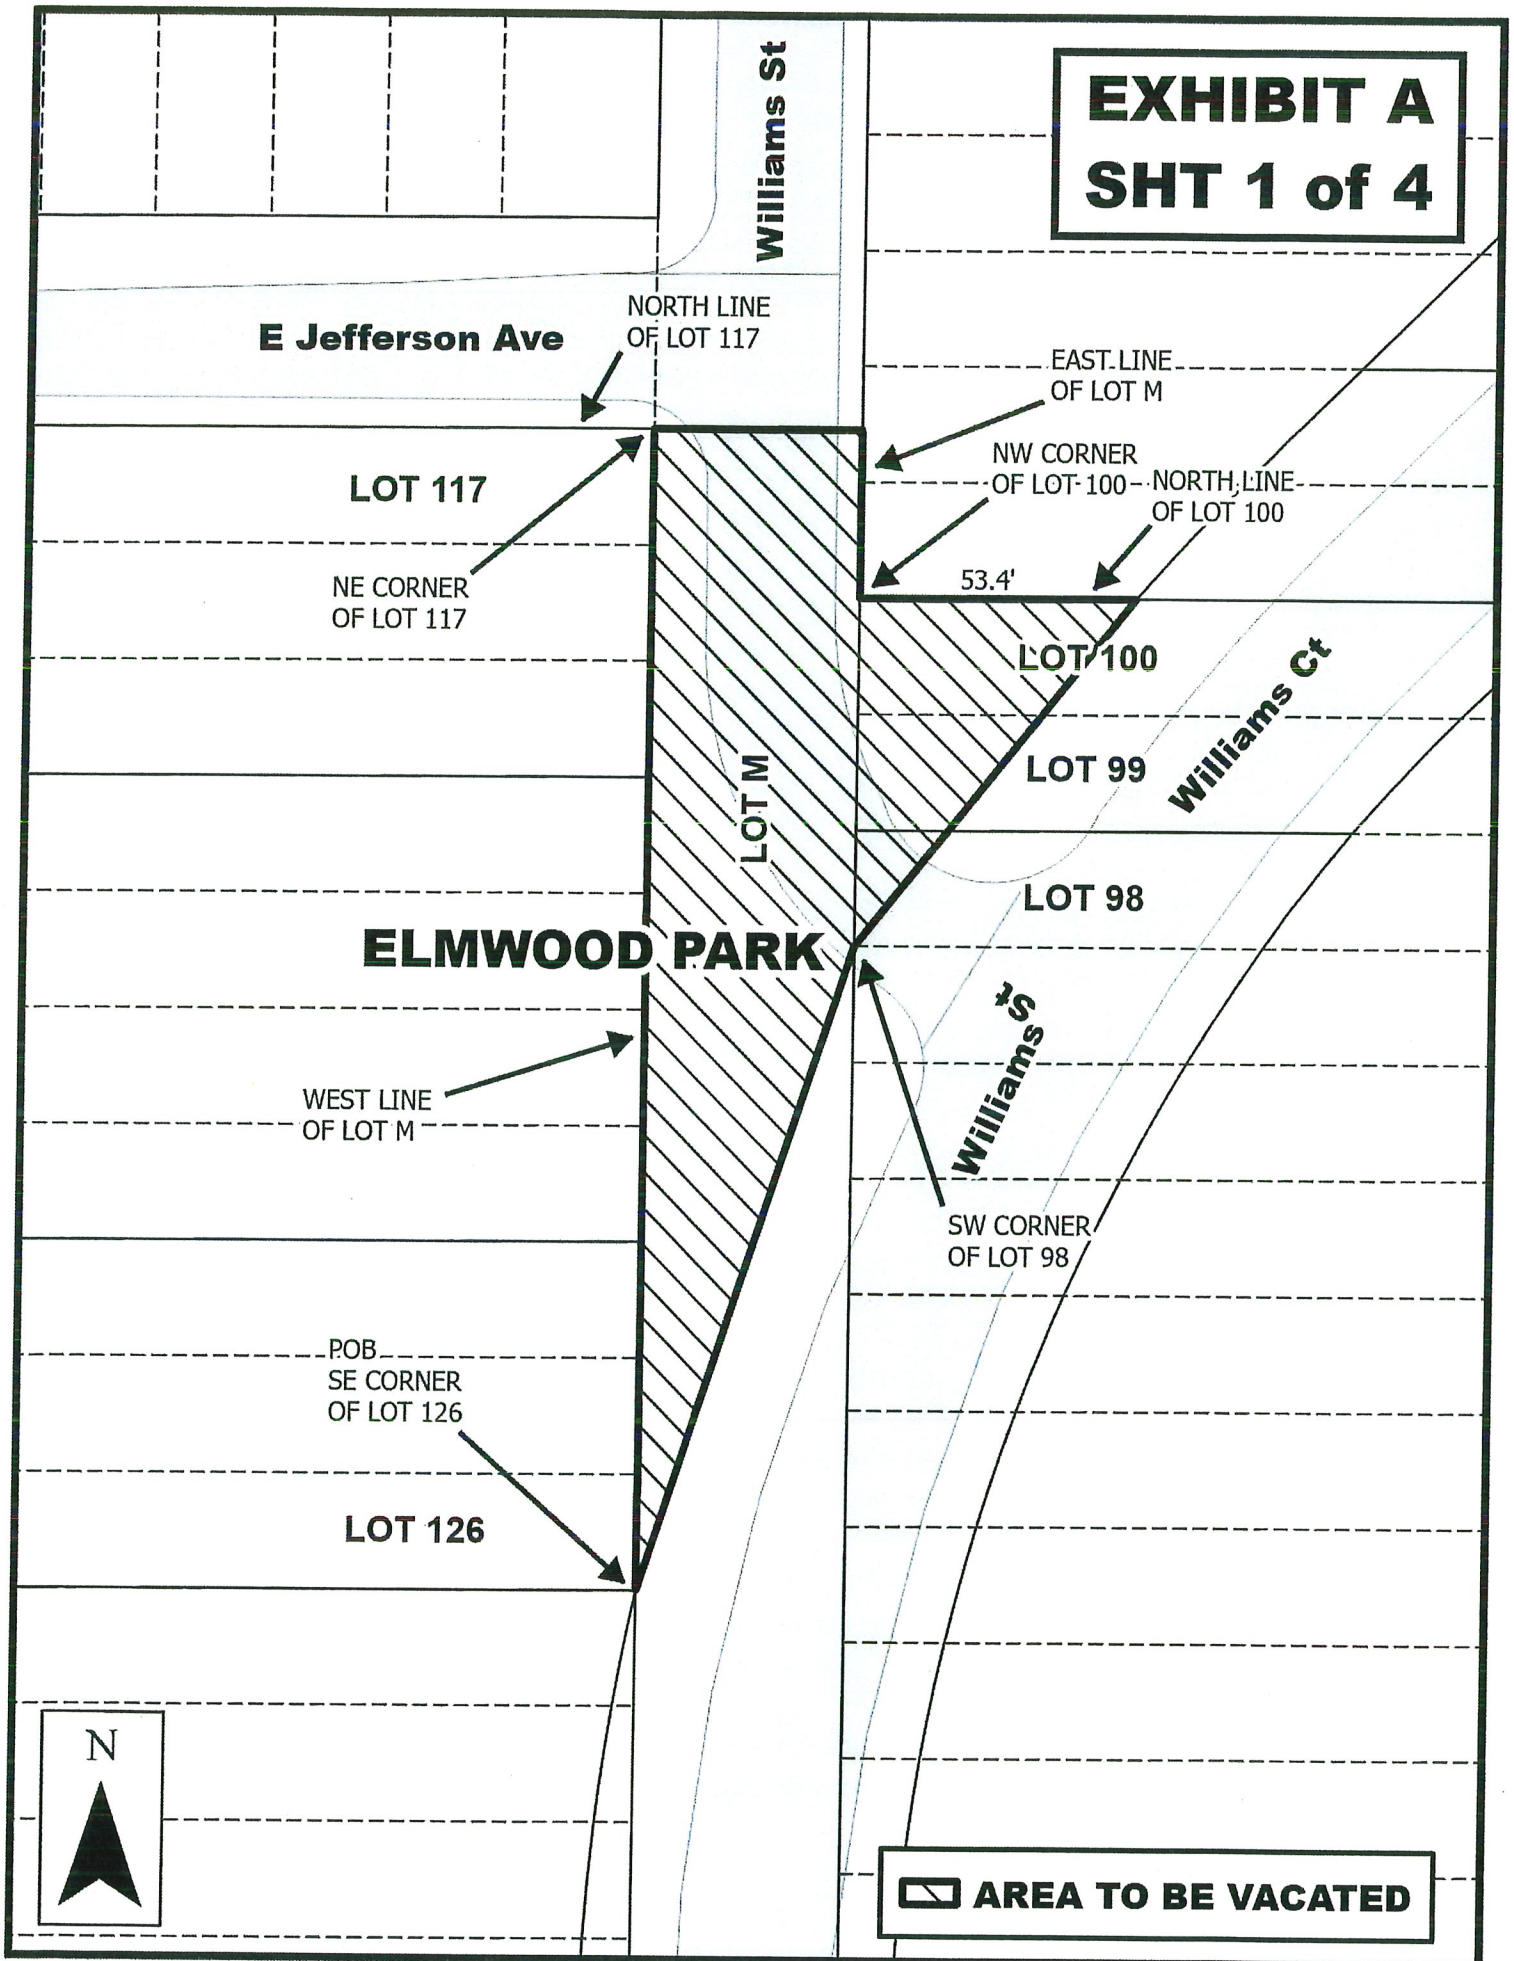 Williams St
EXHIBIT A
SHT 1 of 4
E Jefferson Ave
NORTH LINE
OF LOT 117
EAST LINE
OF LOT M
NW CORNER
OF LOT 100
NORTH LINE
OF LOT 100
LOT 117
53.4'
NE CORNER
OF LOT 117
LOT 100
Williams Ct
LOT 99
LOT M
LOT 98
ELMWOOD PARK
Williams St
WEST LINE
OF LOT M
SW CORNER
OF LOT 98
POB
SE CORNER
OF LOT 126
LOT 126
N
AREA TO BE VACATED